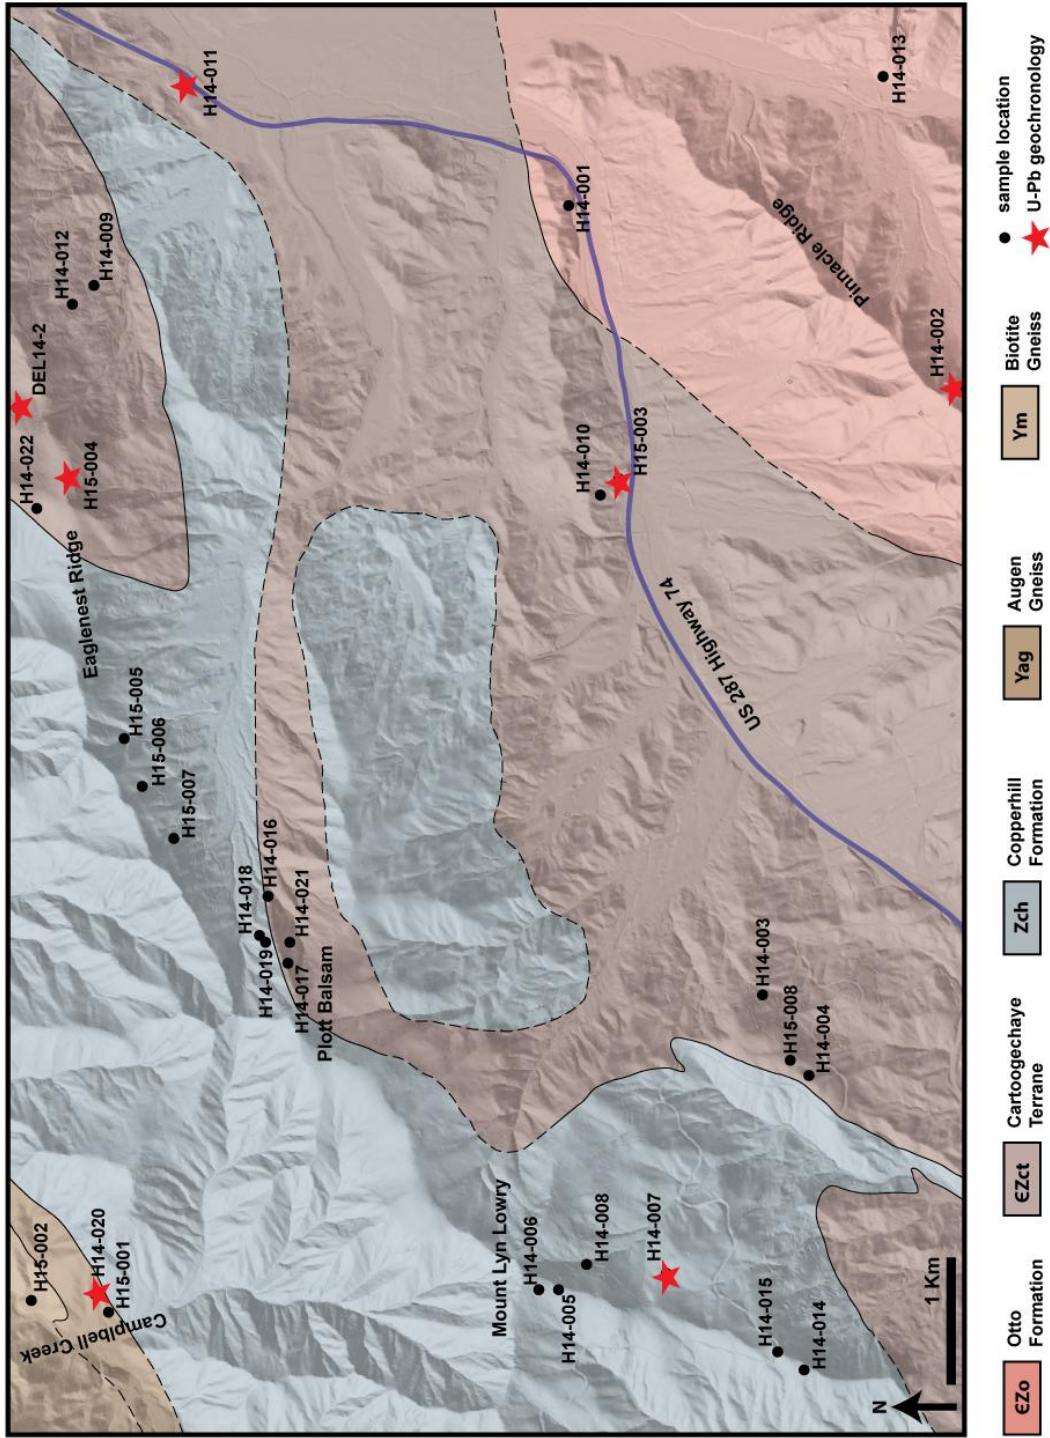 H15-002
H14-020
H15-001
Camplbell Creek
H14-022
DEL14-2
H15-004
H14-012
H14-009
H14-011
Eaglenest Ridge
H15-005
H15-006
H15-007
H14-018
H14-016
H14-019
H14-021
H14-017
Plott Balsam
Mount Lyn Lowry
H14-006
H14-005
H14-008
H14-007
H14-015
H14-014
H14-003
H15-008
H14-004
H14-010
H15-003
US 287 Highway 74
H14-001
Pinnacle Ridge
H14-013
H14-002
N
1 Km
ЄZo
Otto
Formation
ЄZct
Cartoogechaye
Terrane
Zch
Copperhill
Formation
Yag
Augen
Gneiss
Ym
Biotite
Gneiss
sample location
U-Pb geochronology